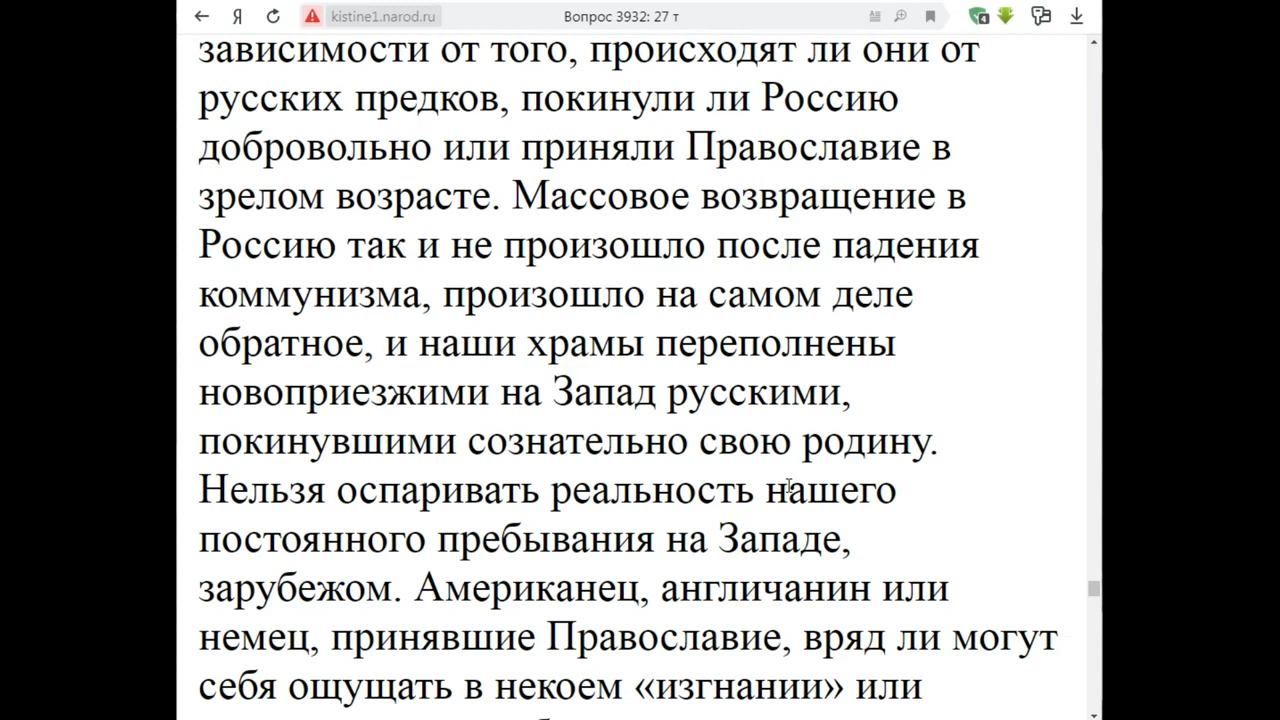 Я
kistine1.narod.ru
Вопрос 3932: 27 т
4
зависимости от того, происходят ли они от
русских предков, покинули ли Россию
добровольно или приняли Православие в
зрелом возрасте. Массовое возвращение в
Россию так и не произошло после падения
коммунизма, произошло на самом деле
обратное, и наши храмы переполнены
новоприезжими на Запад русскими,
покинувшими сознательно свою родину.
Нельзя оспаривать реальность нашего
постоянного пребывания на Западе,
зарубежом. Американец, англичанин или
немец, принявшие Православие, вряд ли могут
себя ощущать в некоем «изгнании» или